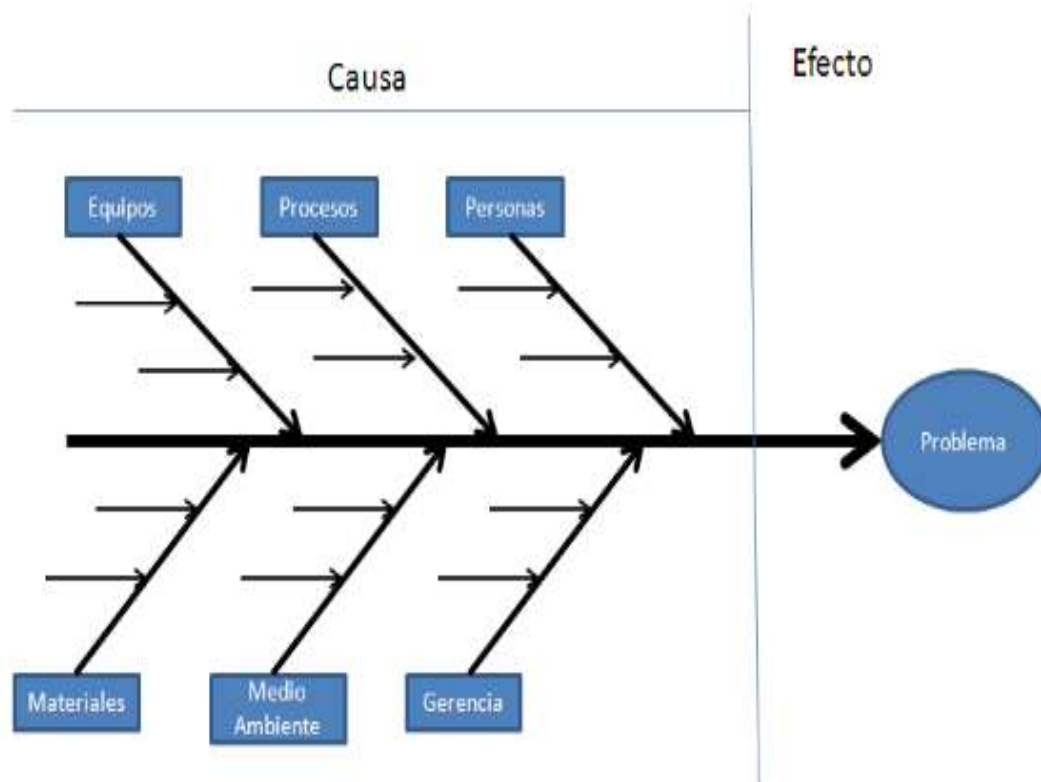 Causa
Efecto
Equipos
Procesos
Personas
Problema
Materiales
Medio
Ambiente
Gerencia